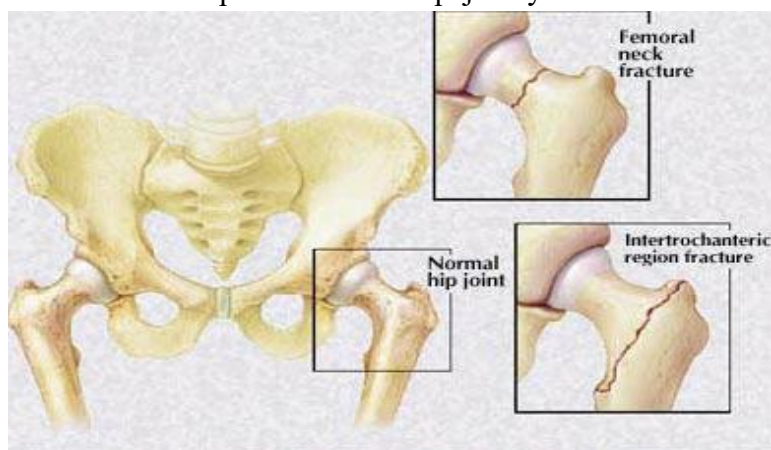 Femoral
neck
fracture
Normal
hip joint
Intertrochanteric
region fracture